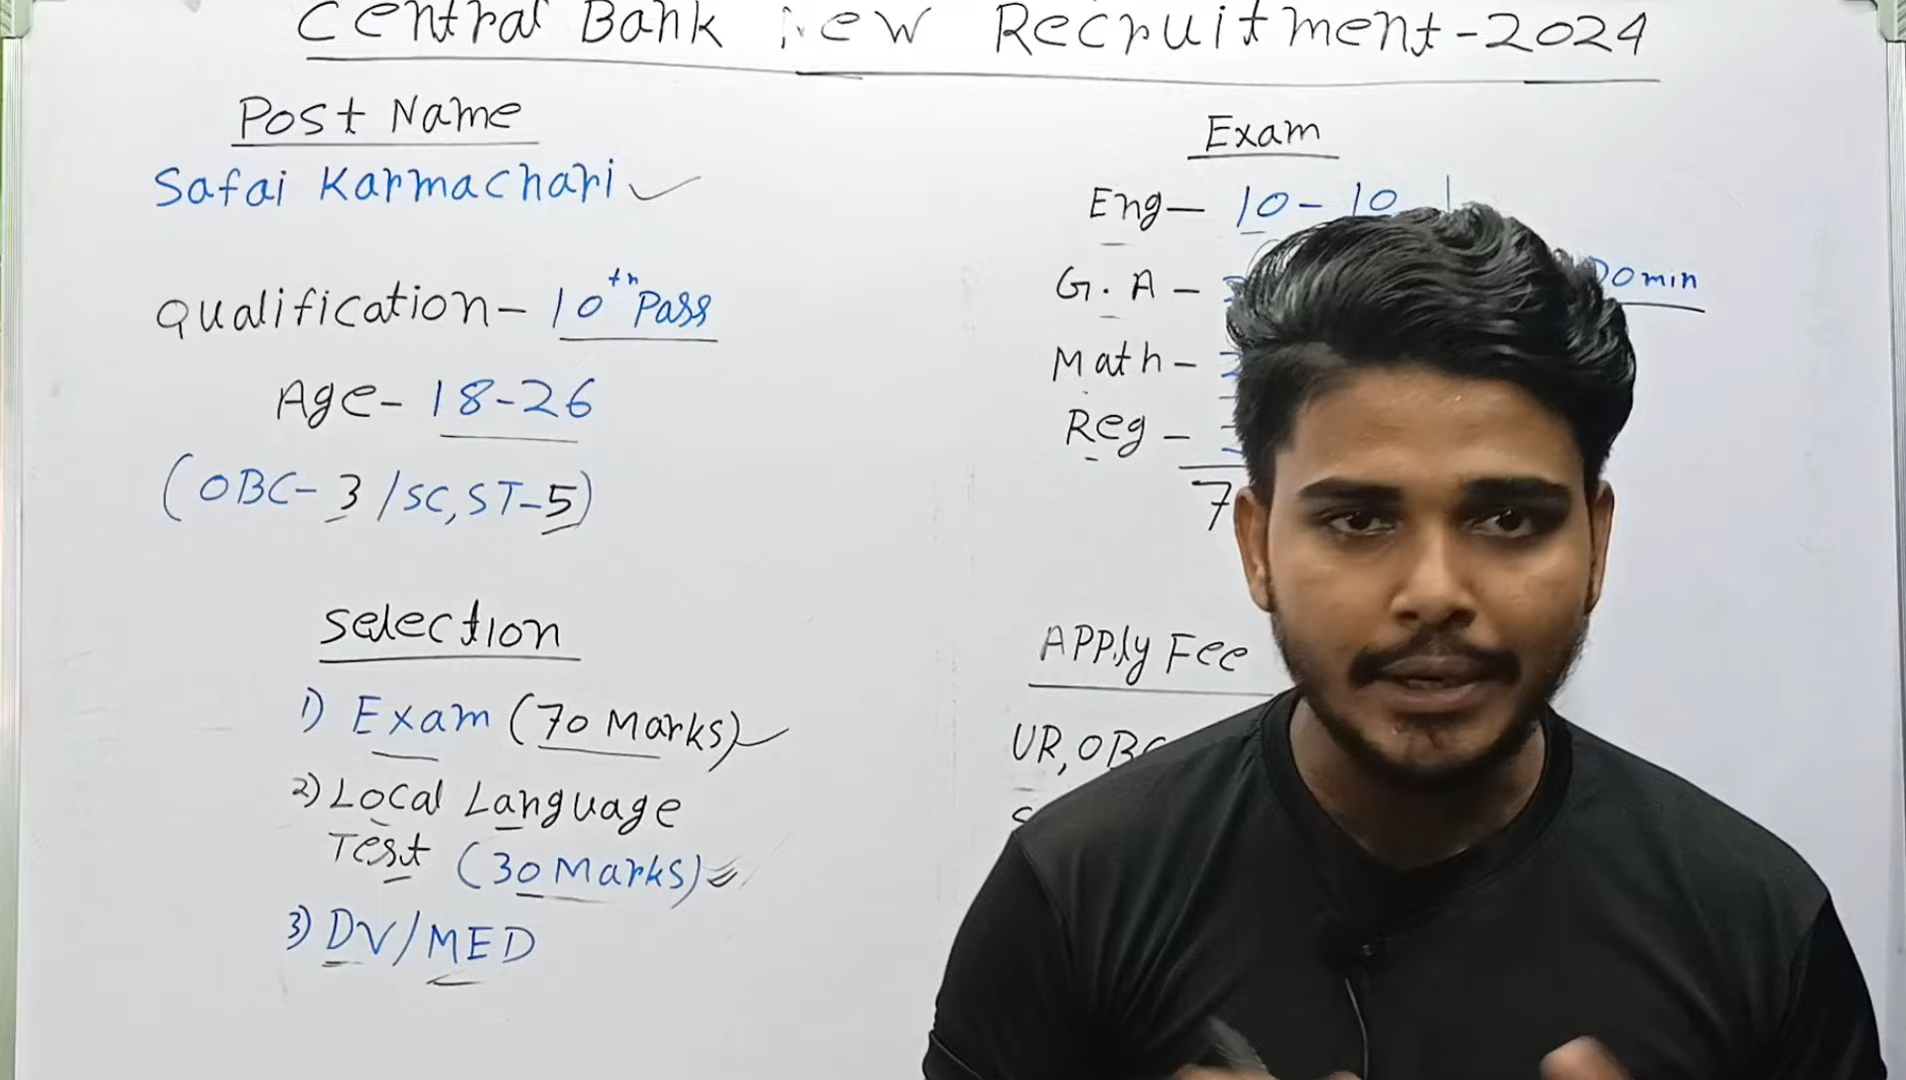 Central Bank New Recruitment-2024
Post Name
Safai Karmachari
Qualification- 10th Pass
Age- 18-26
(OBC- 3 /SC,ST-5)
Selection
1) Exam (70 Marks)
2) Local Language
Test (30 Marks)
3) DV/MED
Exam
Eng— 10-10
G.A -
Math-
Reg -
7
min
APPly Fee
UR,OBC